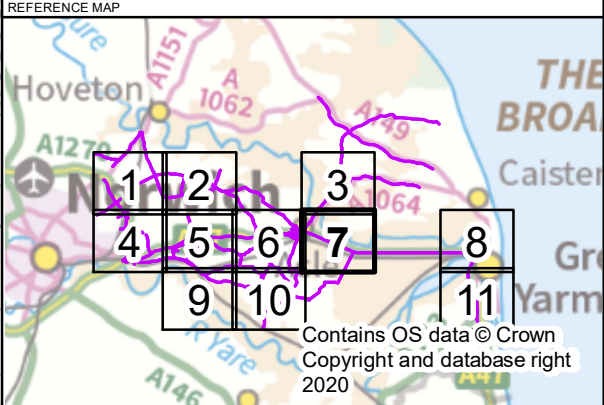 REFERENCE MAP
Hoveton
A1151
A
1062
A149
THE
BROA
A1270
Caister
1 2 3
A1064
4 5 6 7 8
Gre
Yarm
9 10 11
R Yare
A146
A47
Contains OS data © Crown
Copyright and database right
2020